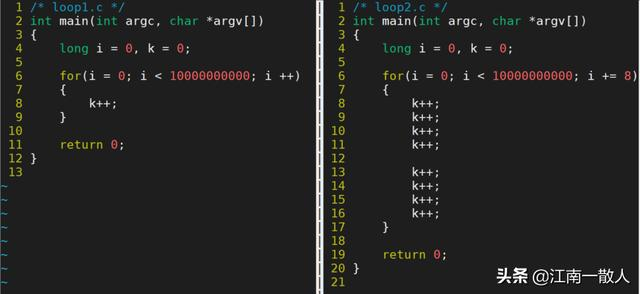 1 /* loop1.c */
2 int main(int argc, char *argv[])
3 {
4     long i = 0, k = 0;
5
6     for(i = 0; i < 10000000000; i ++)
7     {
8         k++;
9     }
10
11     return 0;
12 }
13
~
~
~
~
~
~
~
~
1 /* loop2.c */
2 int main(int argc, char *argv[])
3 {
4     long i = 0, k = 0;
5
6     for(i = 0; i < 10000000000; i += 8)
7     {
8         k++;
9         k++;
10         k++;
11         k++;
12
13         k++;
14         k++;
15         k++;
16         k++;
17     }
18
19     return 0;
20 }
21
头条 @江南一散人